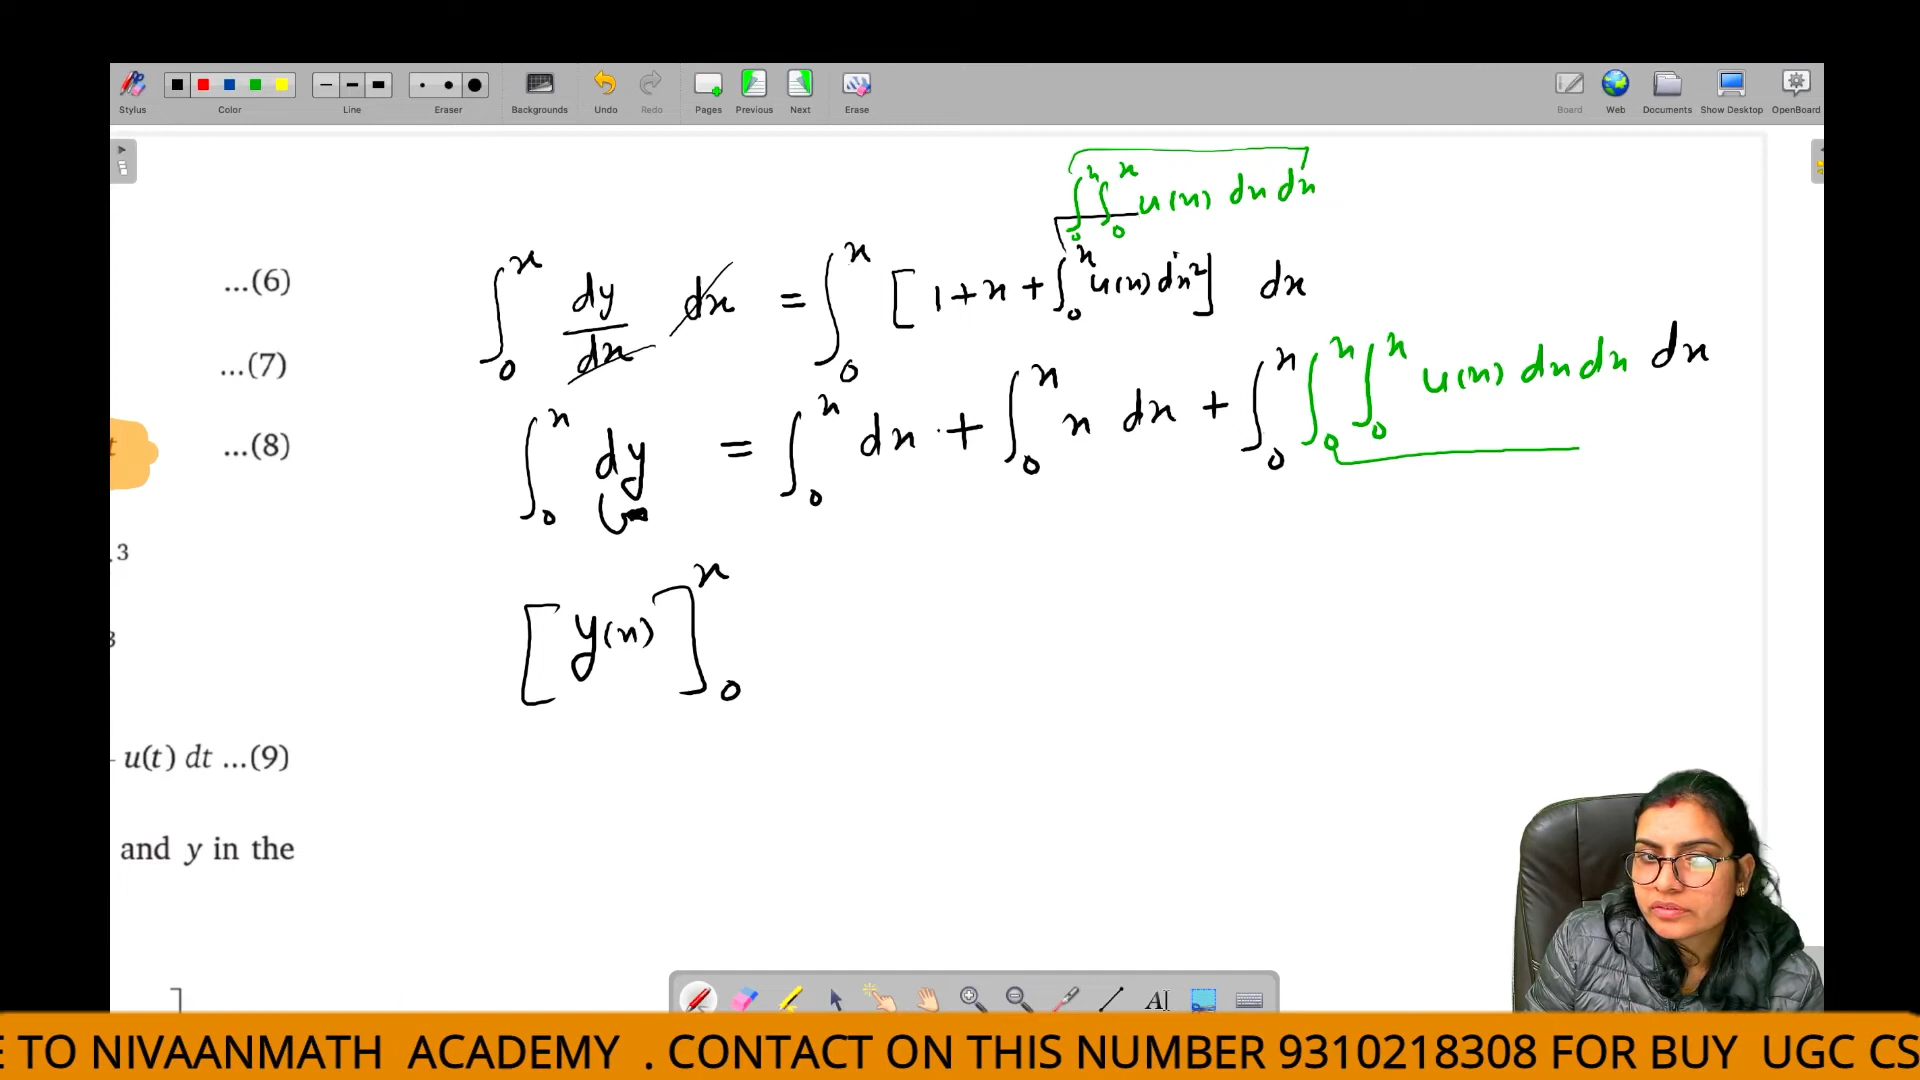 Stylus Color Line Eraser Backgrounds Undo Redo Pages Previous Next Erase Board Web Documents Show Desktop OpenBoard
∫₀ˣ ∫₀ˣ u(x) dx dx
...(6)
∫₀ˣ dy/dx dx = ∫₀ˣ [1 + x + ∫₀ˣ u(x) dx²] dx
...(7)
∫₀ˣ dy = ∫₀ˣ dx + ∫₀ˣ x dx + ∫₀ˣ ∫₀ˣ ∫₀ˣ u(x) dx dx dx
t ...(8)
3
[y(x)]₀ˣ
3
u(t) dt ...(9)
and y in the
]
E TO NIVAANMATH ACADEMY . CONTACT ON THIS NUMBER 9310218308 FOR BUY UGC CS